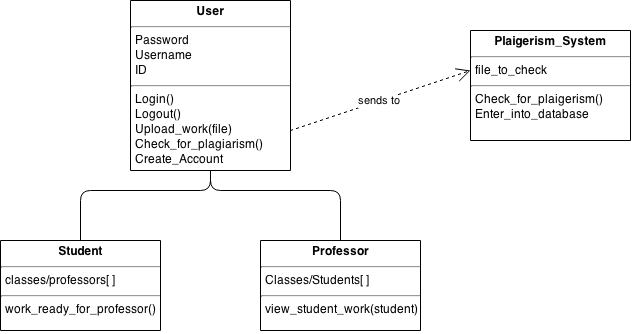 User
Password
Username
ID
Login()
Logout()
Upload_work(file)
Check_for_plagiarism()
Create_Account
sends to
Plaigerism_System
file_to_check
Check_for_plaigerism()
Enter_into_database
Student
classes/professors[ ]
work_ready_for_professor()
Professor
Classes/Students[ ]
view_student_work(student)